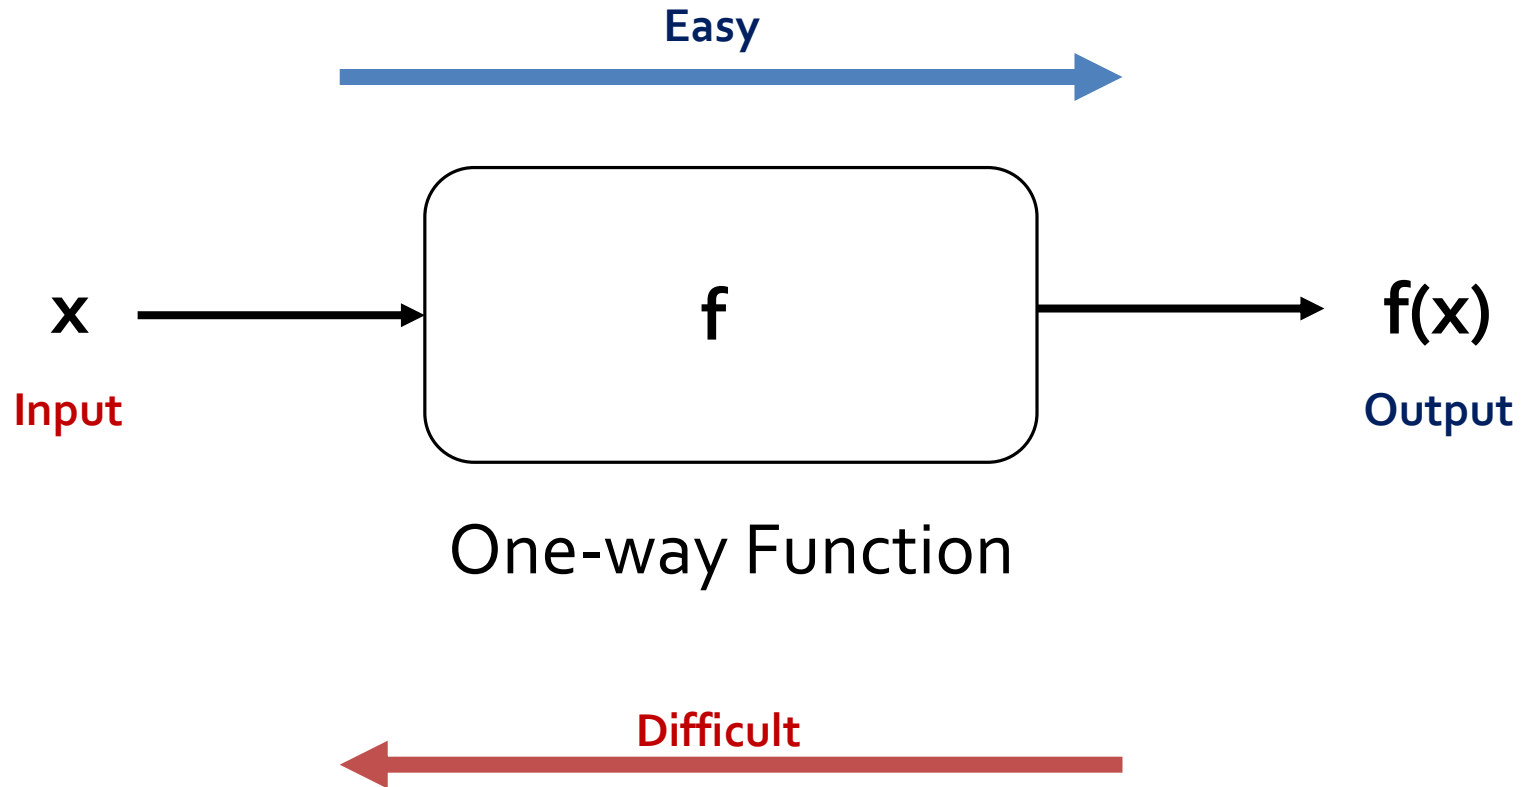 Easy
x
f
f(x)
Input
Output
One-way Function
Difficult